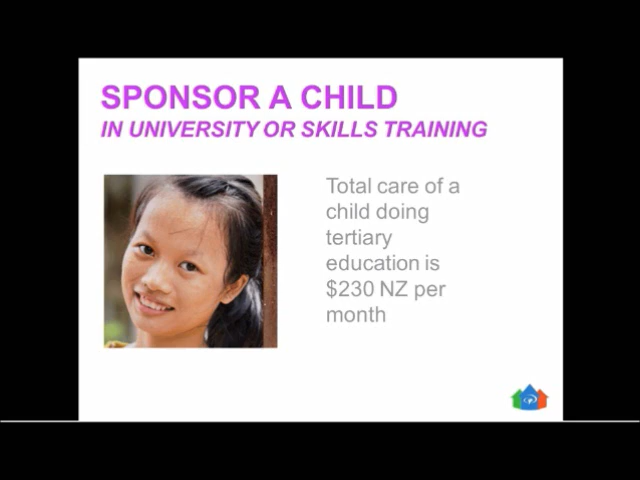 SPONSOR A CHILD
IN UNIVERSITY OR SKILLS TRAINING
Total care of a
child doing
tertiary
education is
$230 NZ per
month